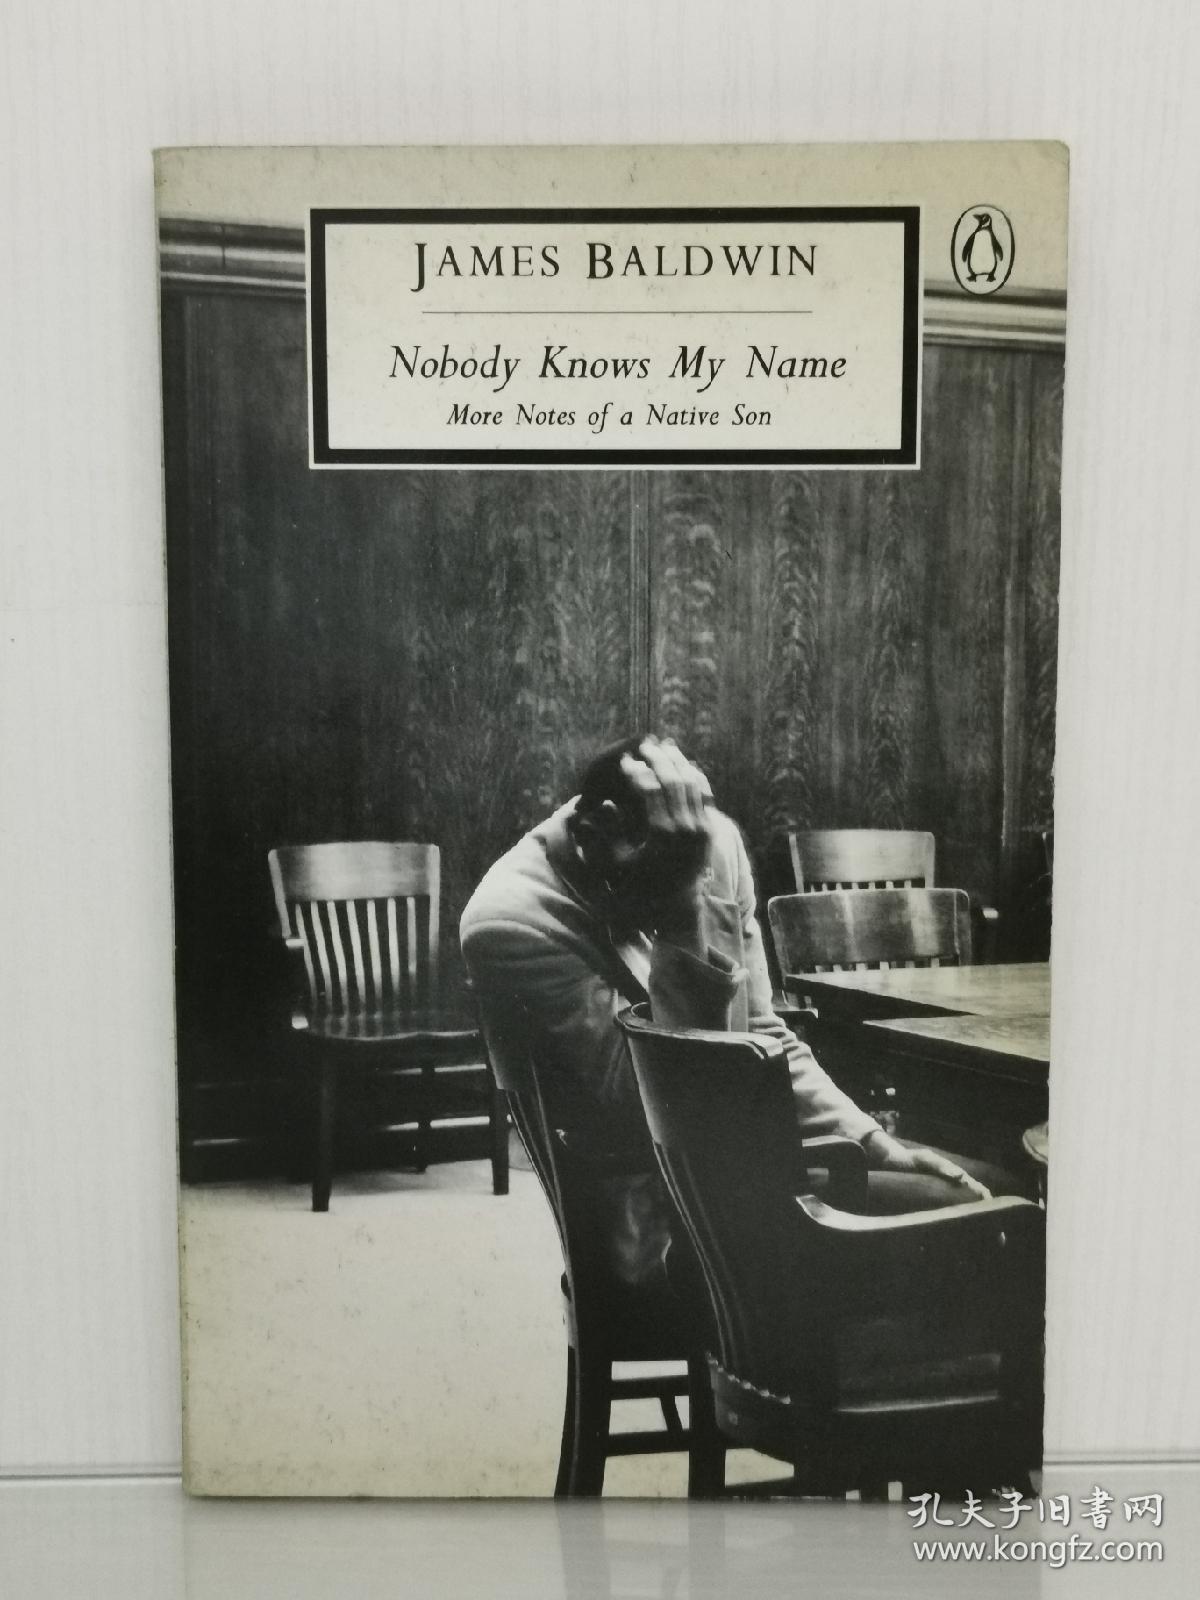 JAMES BALDWIN
Nobody Knows My Name
More Notes of a Native Son
孔夫子旧书网
www.kongfz.com